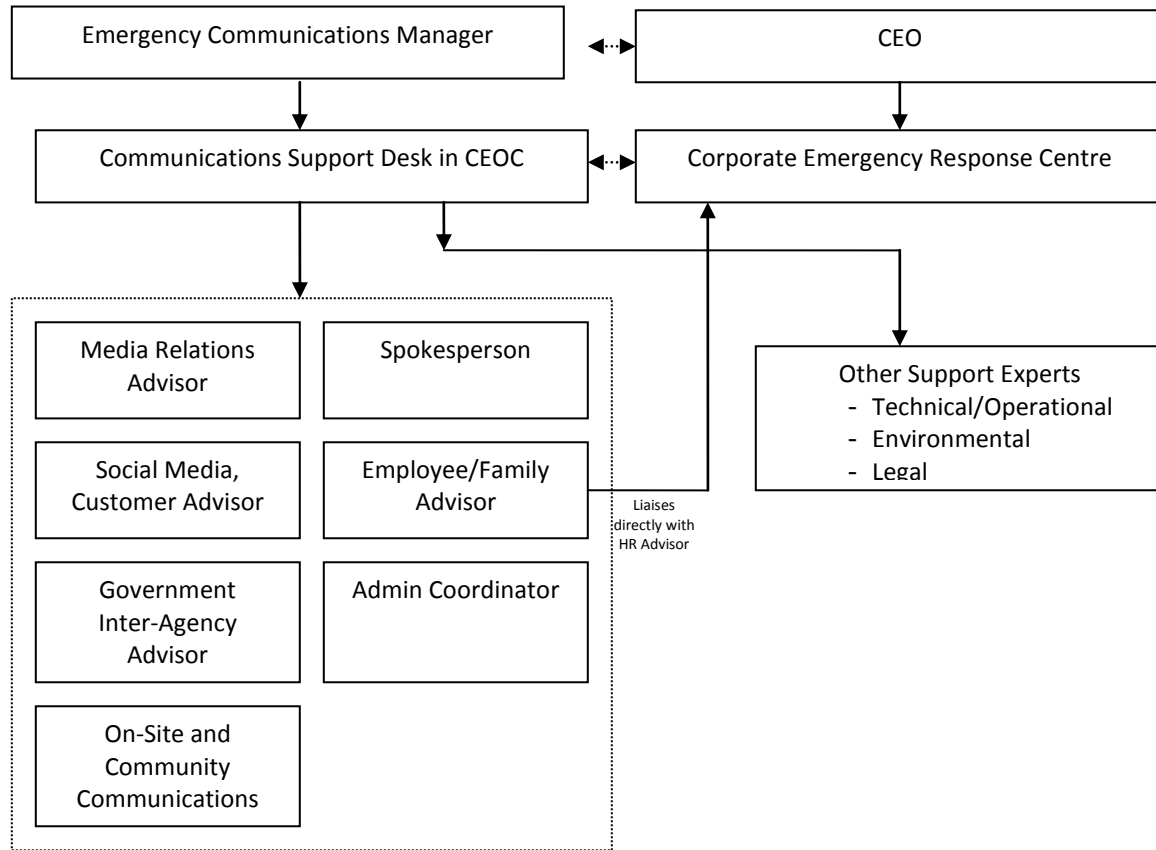 Emergency Communications Manager
CEO
Communications Support Desk in CEOC
Corporate Emergency Response Centre
Media Relations
Advisor
Spokesperson
Other Support Experts
- Technical/Operational
- Environmental
- Legal
Social Media,
Customer Advisor
Employee/Family
Advisor
Liaises
directly with
HR Advisor
Government
Inter-Agency
Advisor
Admin Coordinator
On-Site and
Community
Communications